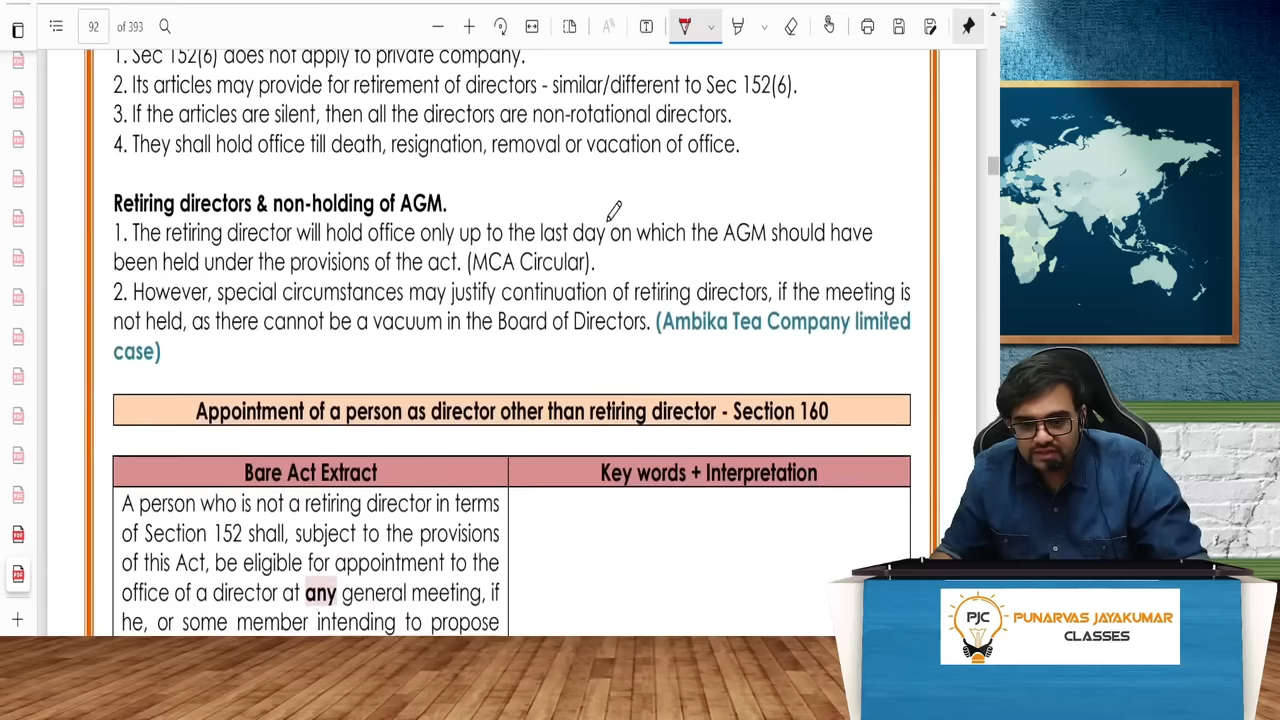 92 of 393
1. Sec 152(6) does not apply to private company.
2. Its articles may provide for retirement of directors - similar/different to Sec 152(6).
3. If the articles are silent, then all the directors are non-rotational directors.
4. They shall hold office till death, resignation, removal or vacation of office.
Retiring directors & non-holding of AGM.
1. The retiring director will hold office only up to the last day on which the AGM should have
been held under the provisions of the act. (MCA Circular).
2. However, special circumstances may justify continuation of retiring directors, if the meeting is
not held, as there cannot be a vacuum in the Board of Directors. (Ambika Tea Company limited
case)
Appointment of a person as director other than retiring director - Section 160
Bare Act Extract
Key words + Interpretation
A person who is not a retiring director in terms
of Section 152 shall, subject to the provisions
of this Act, be eligible for appointment to the
office of a director at any general meeting, if
he, or some member intending to propose
PJC
PUNARVAS JAYAKUMAR
CLASSES